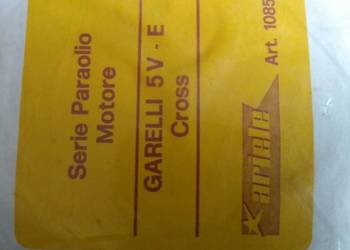 Serie Paraolio
Motore
GARELLI 5V - E
Cross
ariete
Art. 1085